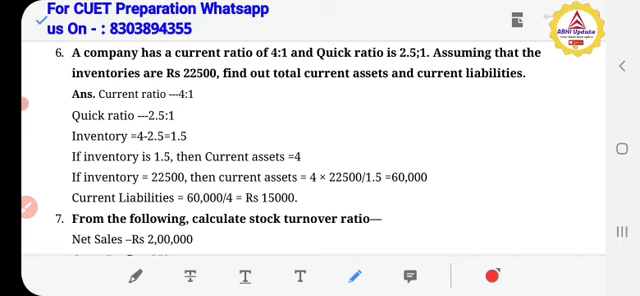 For CUET Preparation Whatsapp
us On - : 8303894355
ABHI Update
6. A company has a current ratio of 4:1 and Quick ratio is 2.5;1. Assuming that the
inventories are Rs 22500, find out total current assets and current liabilities.
Ans. Current ratio ---4:1
Quick ratio ---2.5:1
Inventory =4-2.5=1.5
If inventory is 1.5, then Current assets =4
If inventory = 22500, then current assets = 4 × 22500/1.5 =60,000
Current Liabilities = 60,000/4 = Rs 15000.
7. From the following, calculate stock turnover ratio—
Net Sales –Rs 2,00,000